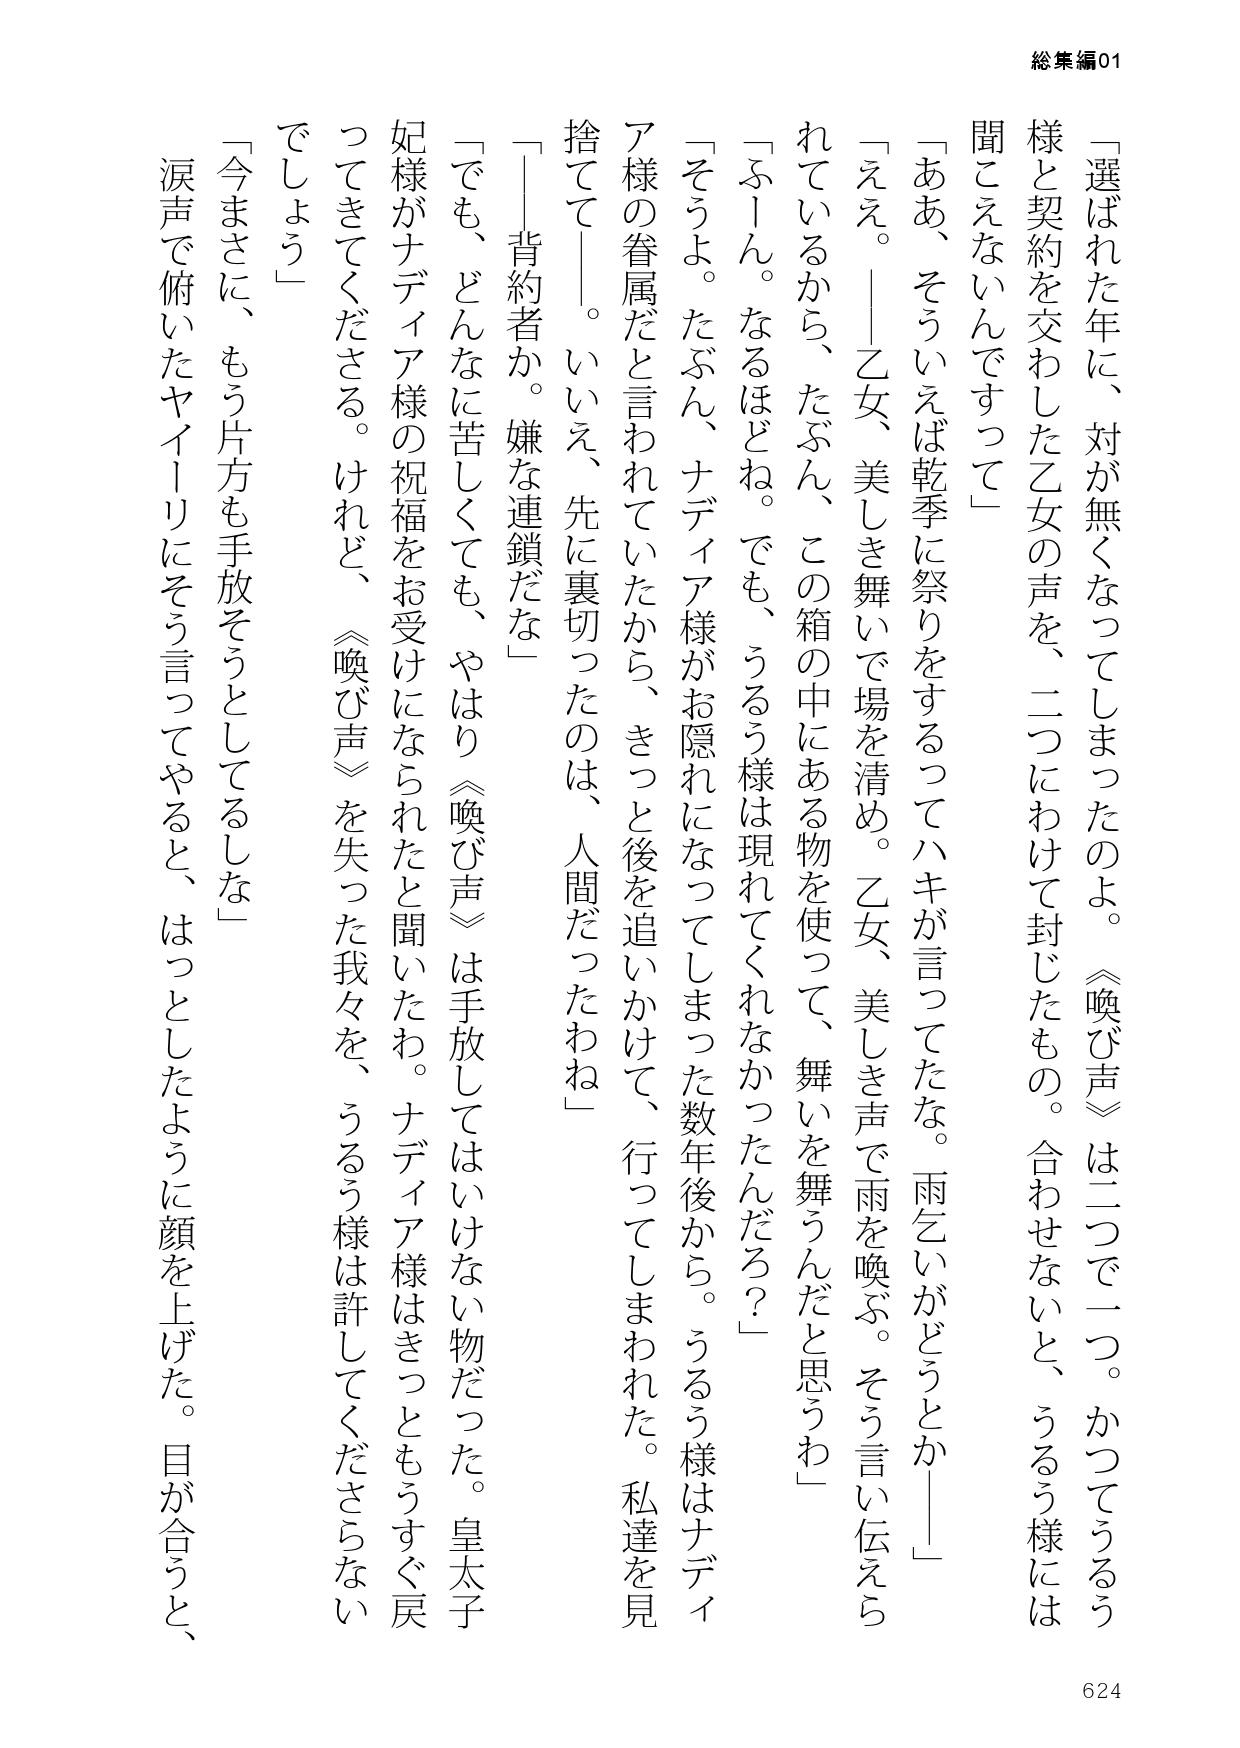 総集編01
「選ばれた年に、対が無くなってしまったのよ。《喚び声》は二つで一つ。かつてうるう
様と契約を交わした乙女の声を、二つにわけて封じたもの。合わせないと、うるう様には
聞こえないんですって」
「ああ、そういえば乾季に祭りをするってハキが言ってたな。雨乞いがどうとか――」
「ええ。――乙女、美しき舞いで場を清め。乙女、美しき声で雨を喚ぶ。そう言い伝えら
れているから、たぶん、この箱の中にある物を使って、舞いを舞うんだと思うわ」
「ふーん。なるほどね。でも、うるう様は現れてくれなかったんだろ？」
「そうよ。たぶん、ナディア様がお隠れになってしまった数年後から。うるう様はナディ
ア様の眷属だと言われていたから、きっと後を追いかけて、行ってしまわれた。私達を見
捨てて――。いいえ、先に裏切ったのは、人間だったわね」
「――背約者か。嫌な連鎖だな」
「でも、どんなに苦しくても、やはり《喚び声》は手放してはいけない物だった。皇太子
妃様がナディア様の祝福をお受けになられたと聞いたわ。ナディア様はきっともうすぐ戻
ってきてくださる。けれど、《喚び声》を失った我々を、うるう様は許してくださらない
でしょう」
「今まさに、もう片方も手放そうとしてるしな」
涙声で俯いたヤイーリにそう言ってやると、はっとしたように顔を上げた。目が合うと、
624